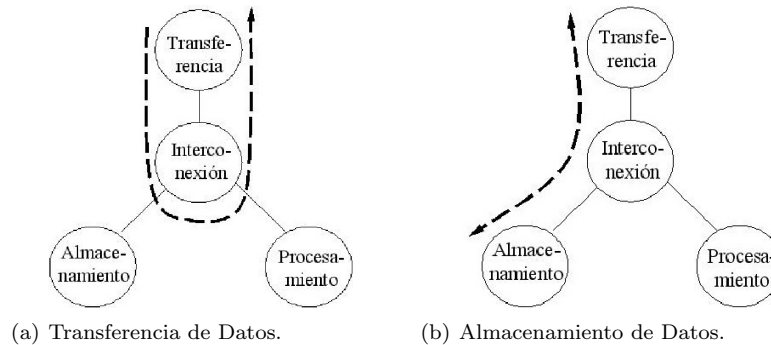 Transfe-
rencia
Interco-
nexión
Almace-
namiento
Procesa-
miento
(a) Transferencia de Datos.
Transfe-
rencia
Interco-
nexión
Almace-
namiento
Procesa-
miento
(b) Almacenamiento de Datos.